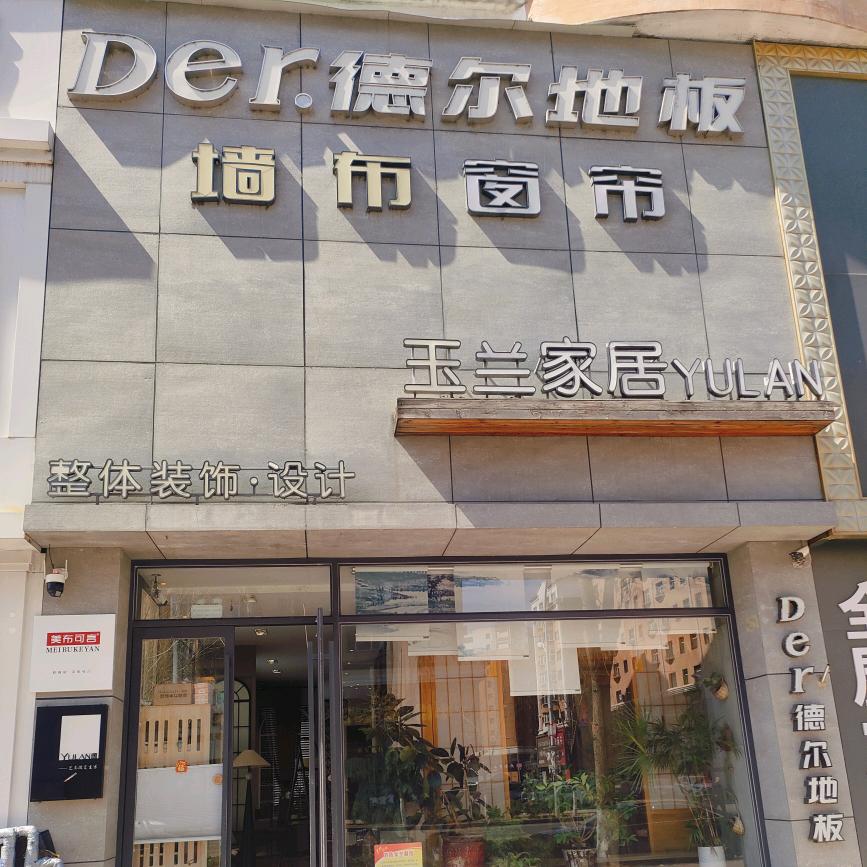 Der.德尔地板
墙布窗帘
玉兰家居YULAN
整体装饰·设计
美布可言
MEIBUKEYAN
YULAN
Der德尔地板
全